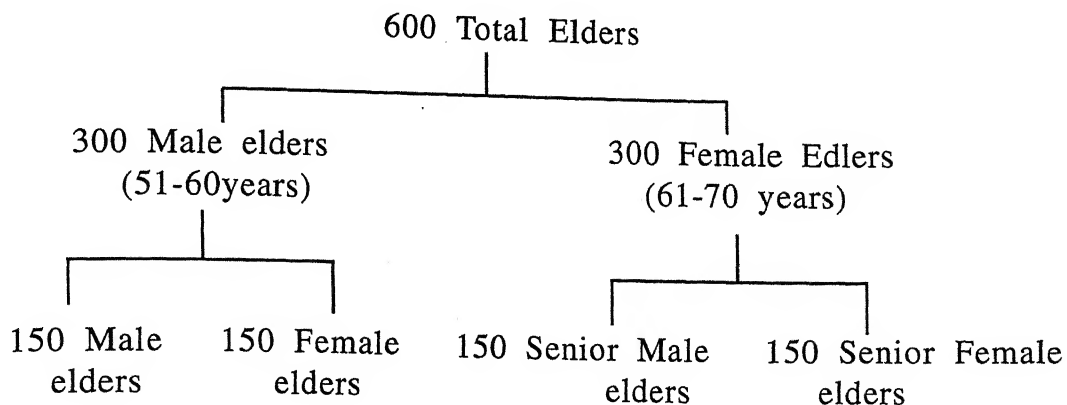 600 Total Elders
300 Male elders
(51-60years)
300 Female Edlers
(61-70 years)
150 Male
elders
150 Female
elders
150 Senior Male
elders
150 Senior Female
elders